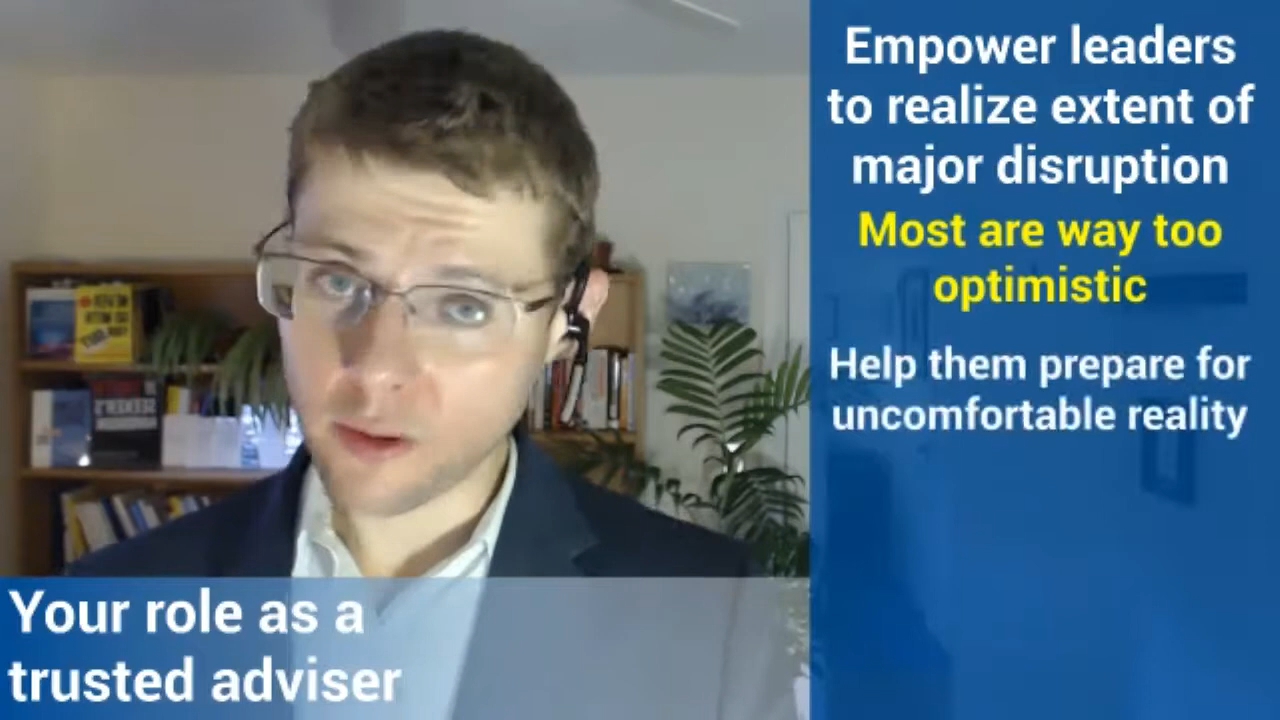 Empower leaders
to realize extent of
major disruption
Most are way too
optimistic
Help them prepare for
uncomfortable reality
Your role as a
trusted adviser